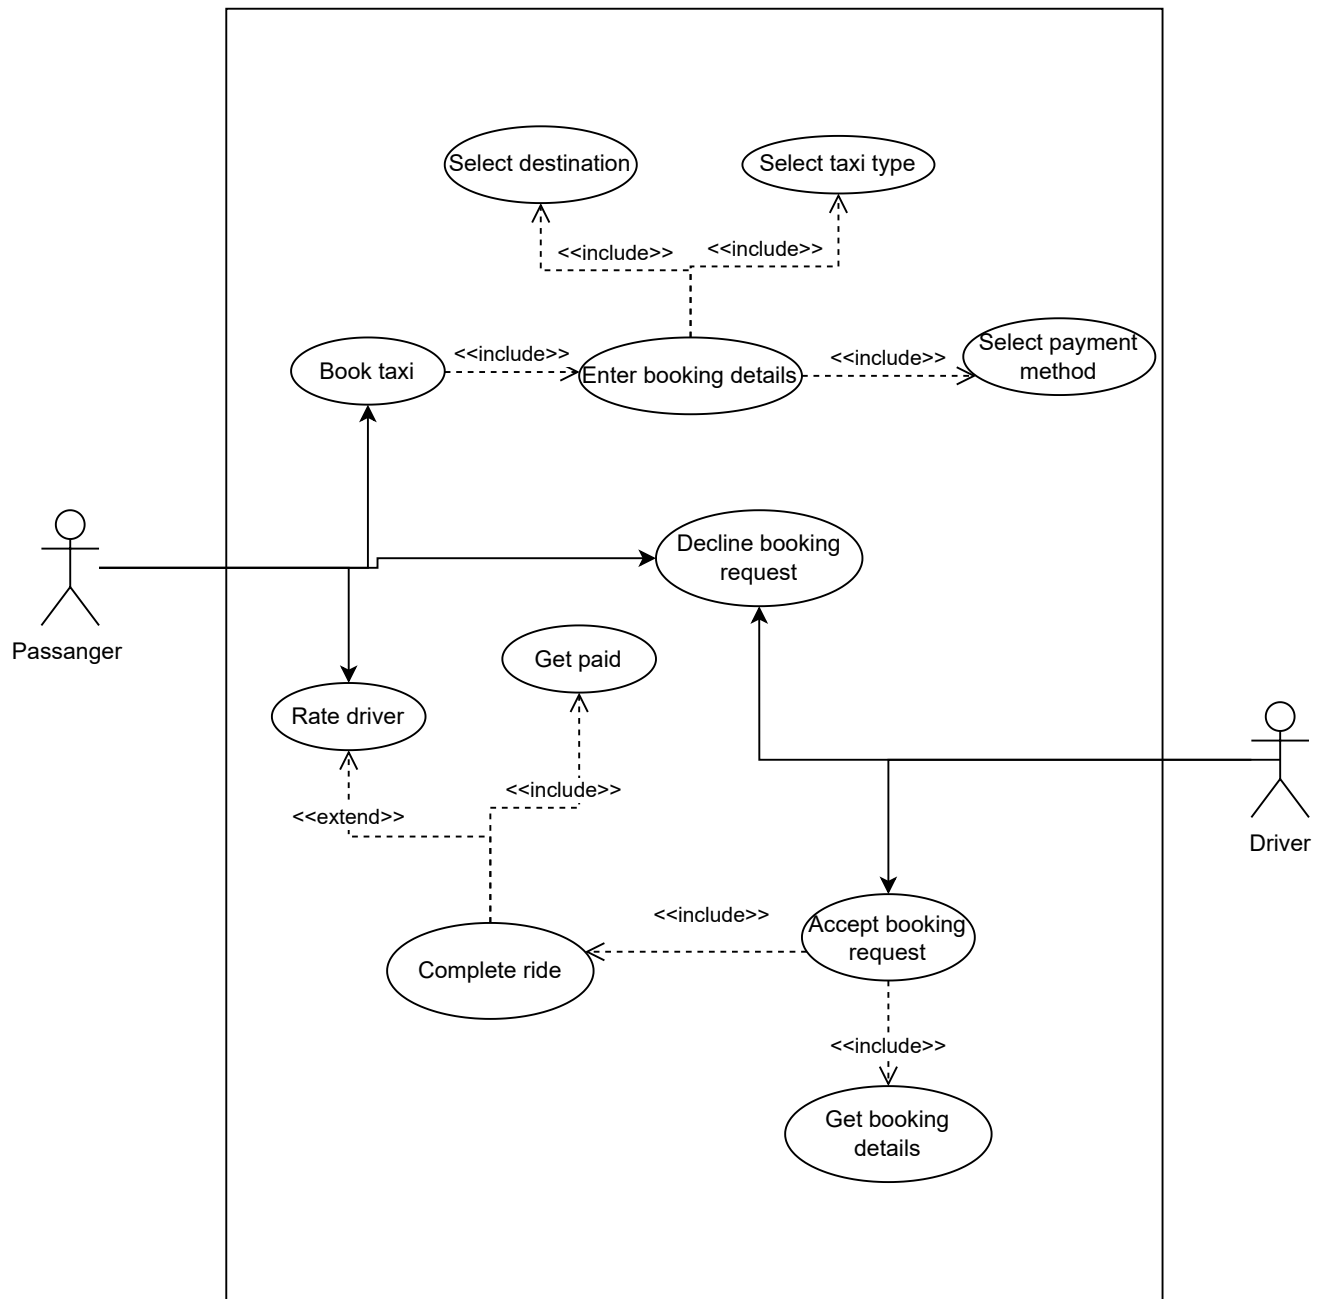 Select destination
Select taxi type
<<include>>
<<include>>
Book taxi
<<include>>
Enter booking details
<<include>>
Select payment
method
Decline booking
request
Passanger
Get paid
Rate driver
<<include>>
<<extend>>
Driver
<<include>>
Accept booking
request
Complete ride
<<include>>
Get booking
details